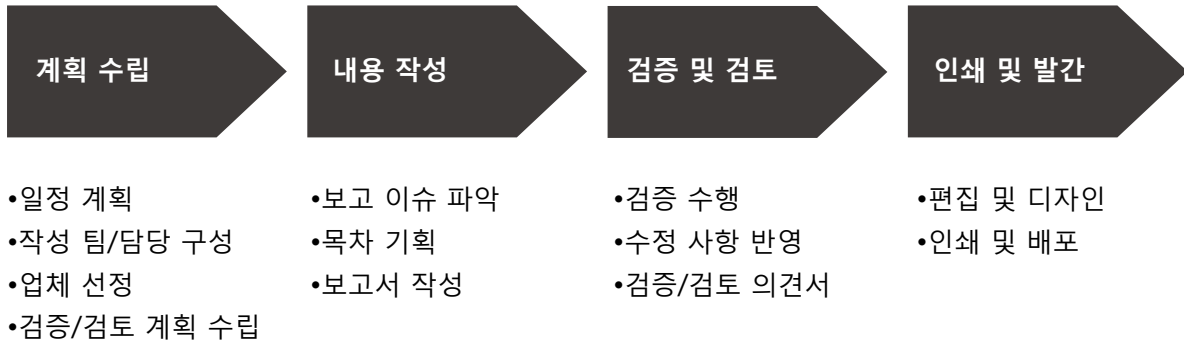 계획 수립
내용 작성
검증 및 검토
인쇄 및 발간
•일정 계획
•작성 팀/담당 구성
•업체 선정
•검증/검토 계획 수립
•보고 이슈 파악
•목차 기획
•보고서 작성
•검증 수행
•수정 사항 반영
•검증/검토 의견서
•편집 및 디자인
•인쇄 및 배포